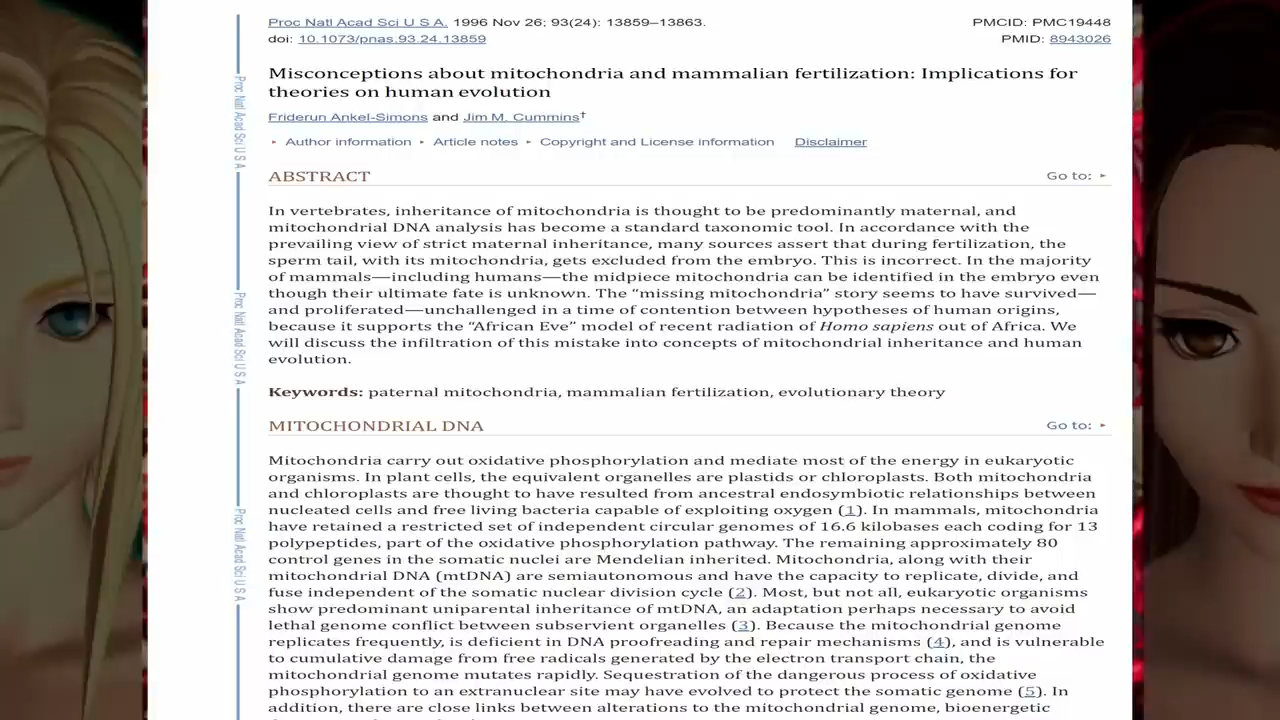 Proc Natl Acad Sci U S A. 1996 Nov 26; 93(24): 13859–13863.
PMCID: PMC19448
doi: 10.1073/pnas.93.24.13859
PMID: 8943026
Misconceptions about mitochondria and mammalian fertilization: Implications for
theories on human evolution
Friderun Ankel-Simons and Jim M. Cummins†
Author information Article notes Copyright and License information Disclaimer
ABSTRACT
Go to:
In vertebrates, inheritance of mitochondria is thought to be predominantly maternal, and
mitochondrial DNA analysis has become a standard taxonomic tool. In accordance with the
prevailing view of strict maternal inheritance, many sources assert that during fertilization, the
sperm tail, with its mitochondria, gets excluded from the embryo. This is incorrect. In the majority
of mammals—including humans—the midpiece mitochondria can be identified in the embryo even
though their ultimate fate is unknown. The “missing mitochondria” story seems to have survived—
and proliferated—unchallenged in a time of contention between hypotheses of human origins,
because it supports the “African Eve” model of recent radiation of Homo sapiens out of Africa. We
will discuss the infiltration of this mistake into concepts of mitochondrial inheritance and human
evolution.
Keywords: paternal mitochondria, mammalian fertilization, evolutionary theory
MITOCHONDRIAL DNA
Go to:
Mitochondria carry out oxidative phosphorylation and mediate most of the energy in eukaryotic
organisms. In plant cells, the equivalent organelles are plastids or chloroplasts. Both mitochondria
and chloroplasts are thought to have resulted from ancestral endosymbiotic relationships between
nucleated cells and free living bacteria capable of exploiting oxygen (1). In mammals, mitochondria
have retained a restricted set of independent circular genomes of 16.6 kilobases each coding for 13
polypeptides, part of the oxidative phosphorylation pathway. The remaining approximately 80
control genes in the somatic nuclei are Mendelian inherited. Mitochondria, along with their
mitochondrial DNA (mtDNA), are semiautonomous and have the capacity to replicate, divide, and
fuse independent of the somatic nuclear division cycle (2). Most, but not all, eukaryotic organisms
show predominant uniparental inheritance of mtDNA, an adaptation perhaps necessary to avoid
lethal genome conflict between subservient organelles (3). Because the mitochondrial genome
replicates frequently, is deficient in DNA proofreading and repair mechanisms (4), and is vulnerable
to cumulative damage from free radicals generated by the electron transport chain, the
mitochondrial genome mutates rapidly. Sequestration of the dangerous process of oxidative
phosphorylation to an extranuclear site may have evolved to protect the somatic genome (5). In
addition, there are close links between alterations to the mitochondrial genome, bioenergetic
Proc Natl Acad Sci U S A
Proc Natl Acad Sci U S A
Proc Natl Acad Sci U S A